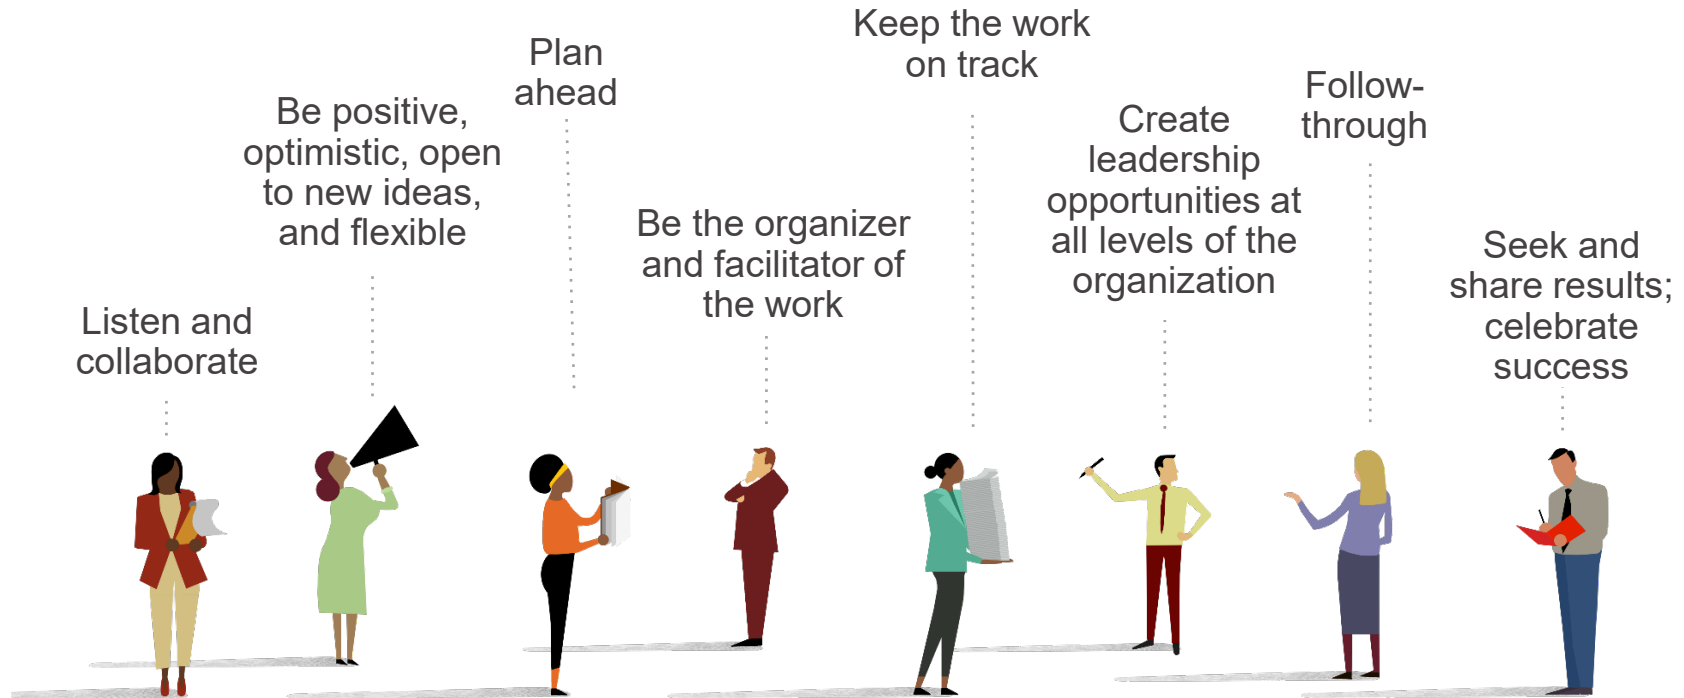 Listen and
collaborate
Be positive,
optimistic, open
to new ideas,
and flexible
Plan
ahead
Be the organizer
and facilitator of
the work
Keep the work
on track
Create
leadership
opportunities at
all levels of the
organization
Follow-
through
Seek and
share results;
celebrate
success